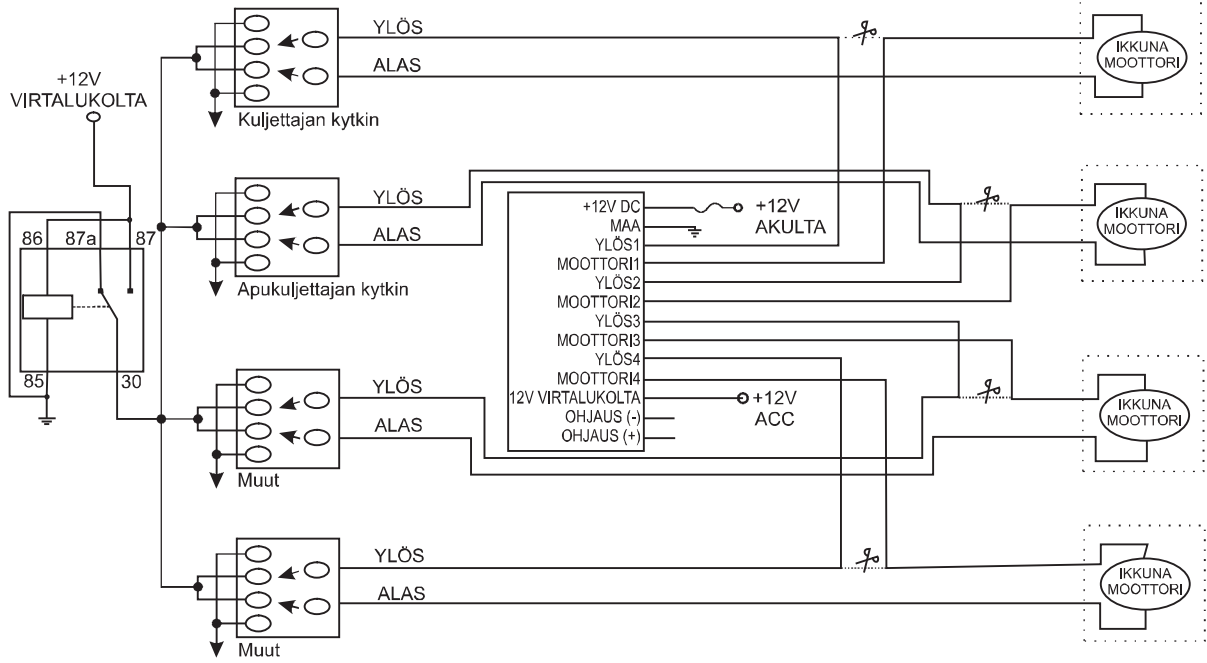 YLÖS
ALAS
Kuljettajan kytkin
IKKUNA
MOOTTORI
+12V
VIRTALUKOLTA
YLÖS
ALAS
Apukuljettajan kytkin
IKKUNA
MOOTTORI
86
87a
87
85
30
+12V DC
MAA
YLÖS1
MOOTTORI1
YLÖS2
MOOTTORI2
YLÖS3
MOOTTORI3
YLÖS4
MOOTTORI4
12V VIRTALUKOLTA
OHJAUS (-)
OHJAUS (+)
+12V
AKULTA
+12V
ACC
YLÖS
ALAS
Muut
IKKUNA
MOOTTORI
YLÖS
ALAS
Muut
IKKUNA
MOOTTORI